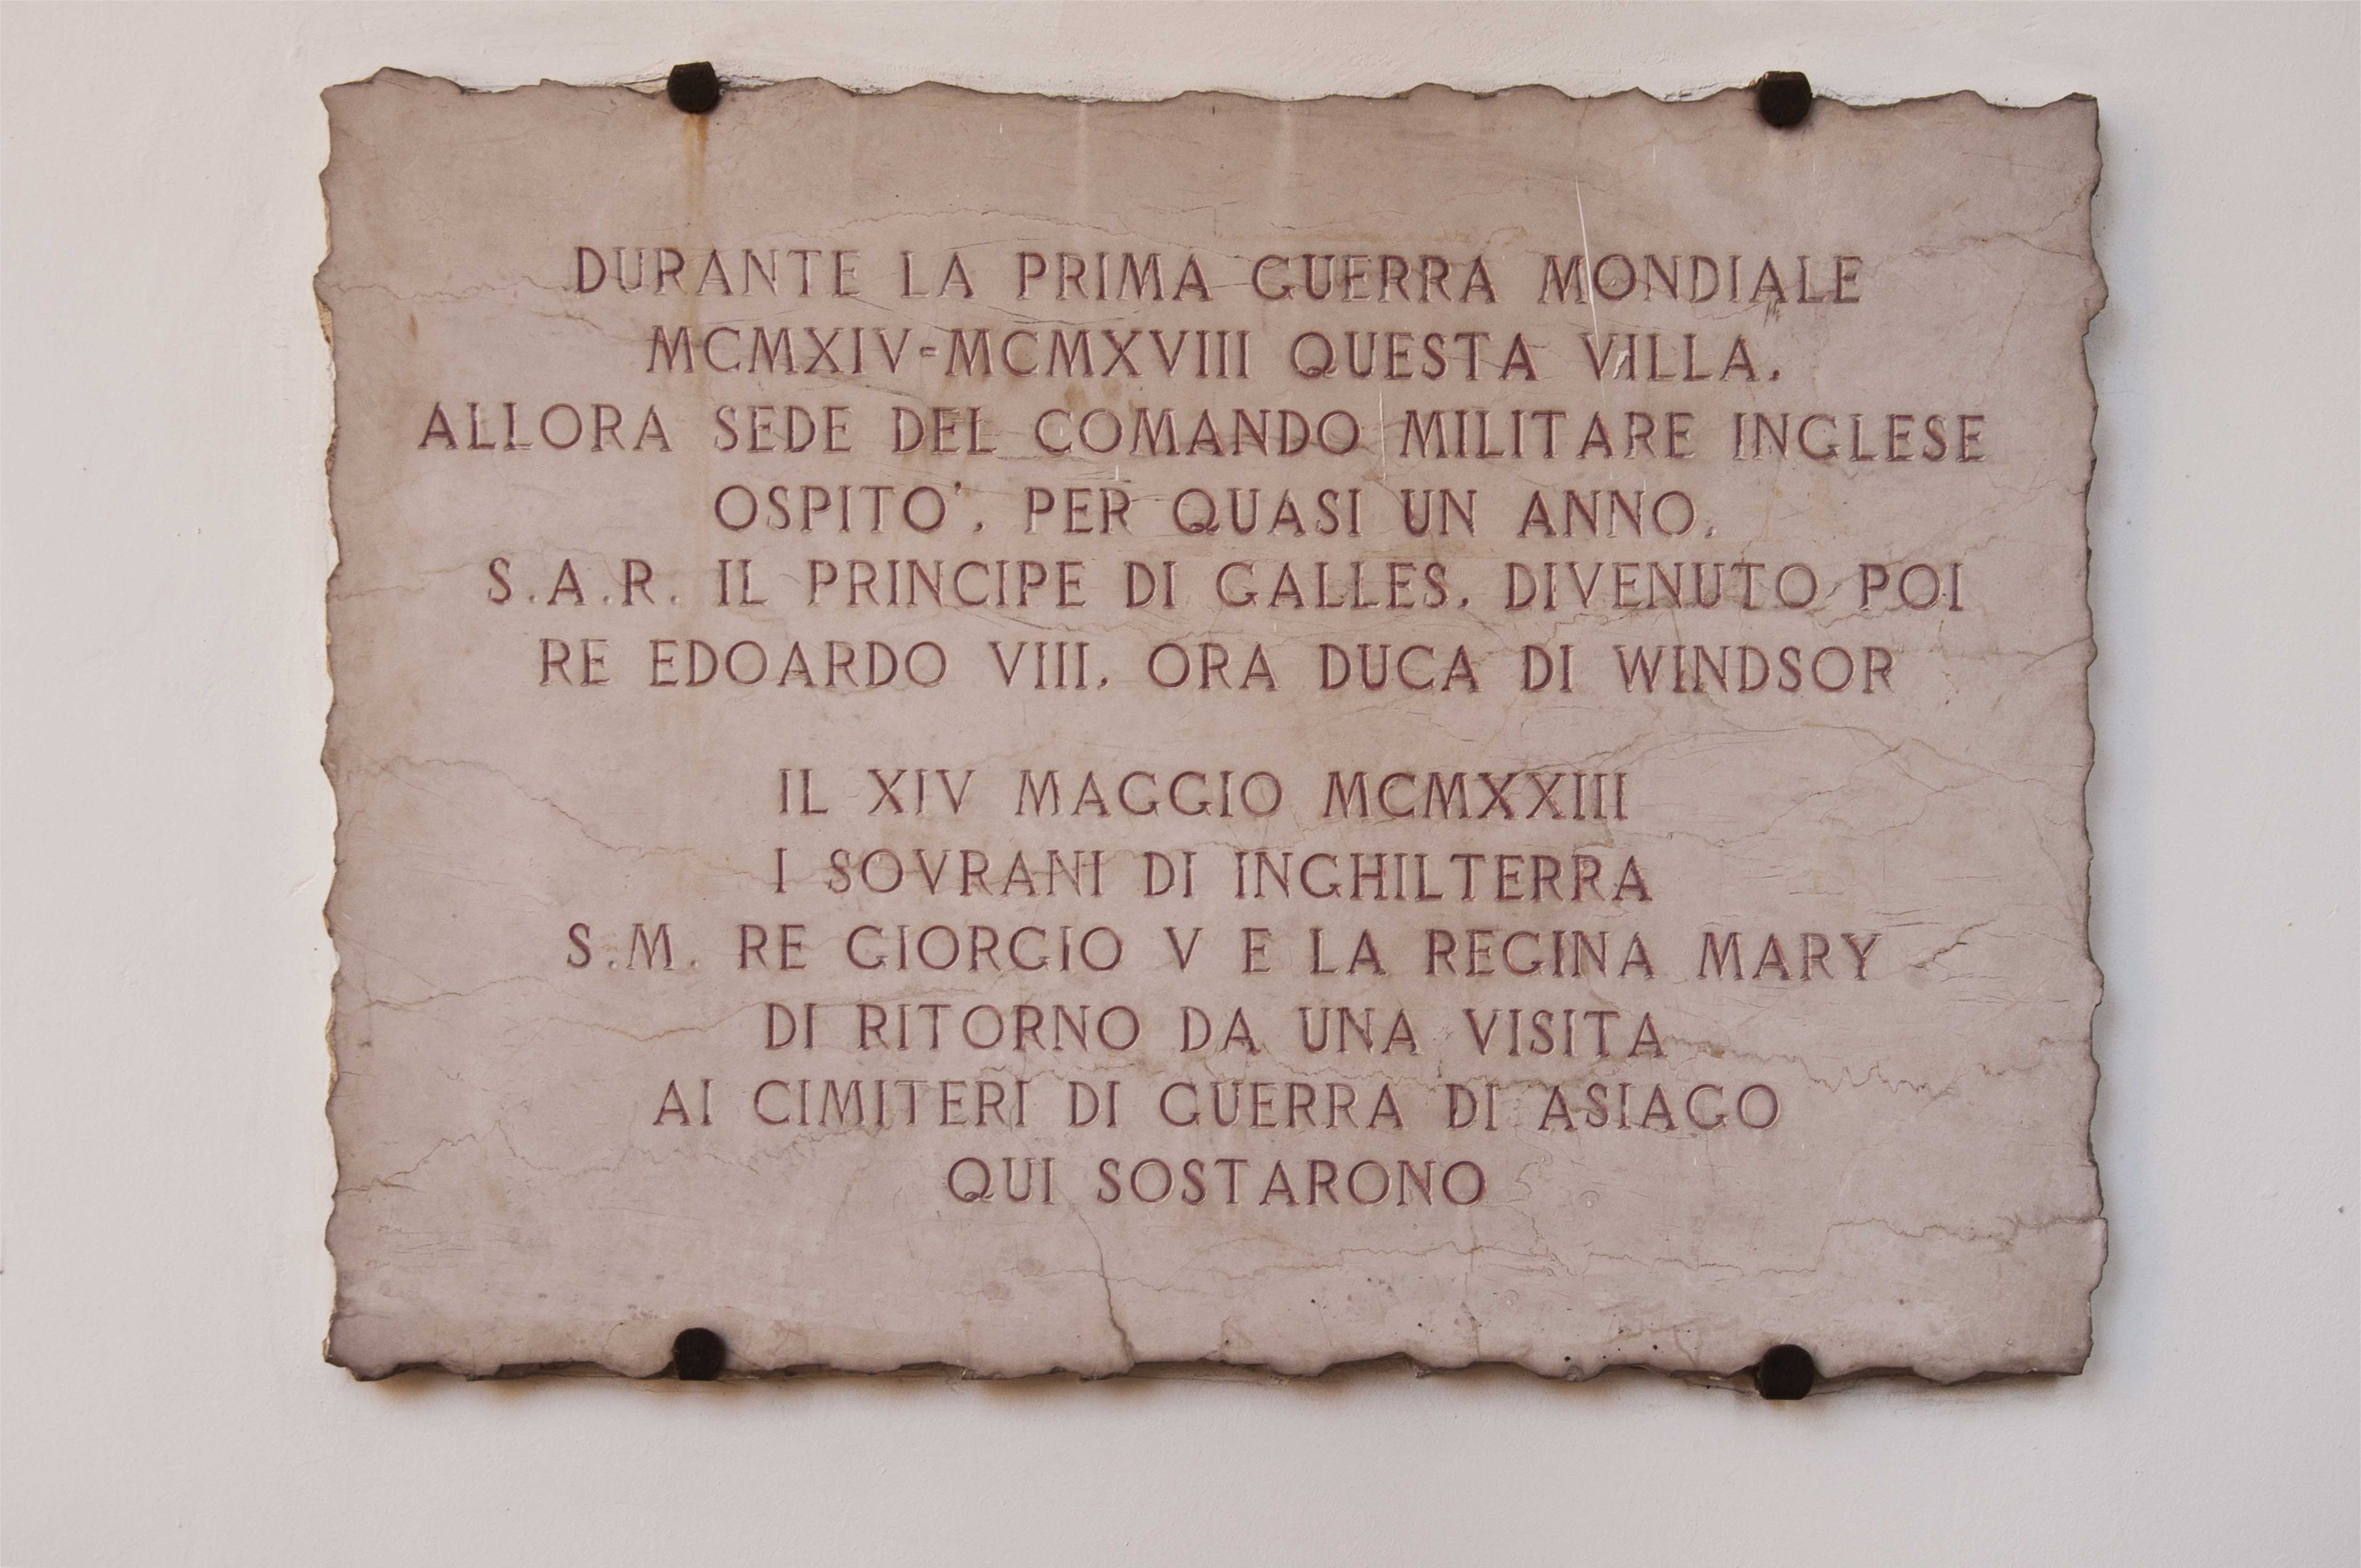 DURANTE LA PRIMA GUERRA MONDIALE
MCMXIV=MCMXVIII QUESTA VILLA,
ALLORA SEDE DEL COMANDO MILITARE INGLESE
OSPITO', PER QUASI UN ANNO,
S.A.R. IL PRINCIPE DI GALLES, DIVENUTO POI
RE EDOARDO VIII, ORA DUCA DI WINDSOR
IL XIV MAGGIO MCMXXIII
I SOVRANI DI INGHILTERRA
S.M. RE GIORGIO V E LA REGINA MARY
DI RITORNO DA UNA VISITA
AI CIMITERI DI GUERRA DI ASIAGO
QUI SOSTARONO